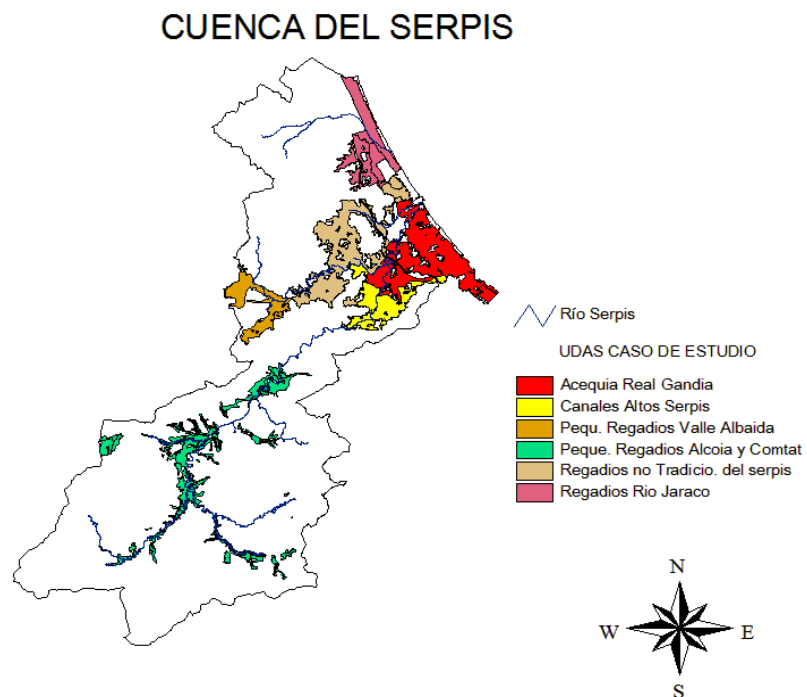 CUENCA DEL SERPIS
Río Serpis
UDAS CASO DE ESTUDIO
Acequia Real Gandia
Canales Altos Serpis
Pequ. Regadios Valle Albaida
Peque. Regadios Alcoia y Comtat
Regadios no Tradicio. del serpis
Regadios Rio Jaraco
N
W
E
S